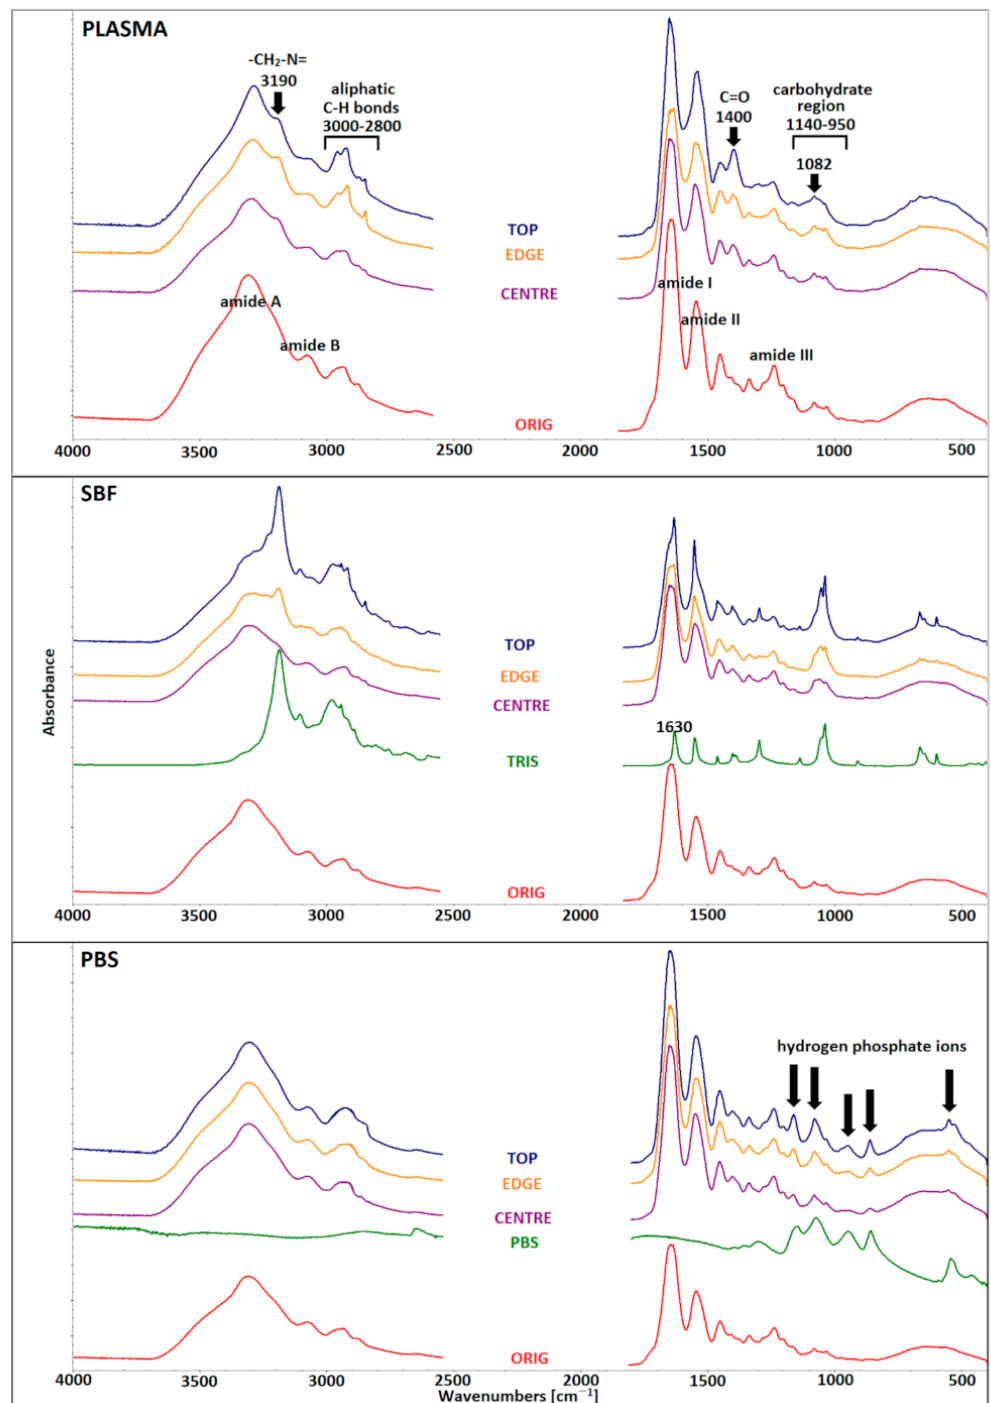 PLASMA
-CH₂-N=
3190
aliphatic
C-H bonds
3000-2800
C=O
1400
carbohydrate
region
1140-950
1082
TOP
EDGE
CENTRE
amide I
amide A
amide II
amide B
amide III
ORIG
4000 3500 3000 2500 2000 1500 1000 500
SBF
TOP
EDGE
CENTRE
Absorbance
1630
TRIS
ORIG
4000 3500 3000 2500 2000 1500 1000 500
PBS
hydrogen phosphate ions
TOP
EDGE
CENTRE
PBS
ORIG
4000 3500 3000 2500 2000 1500 1000 500
Wavenumbers [cm⁻¹]